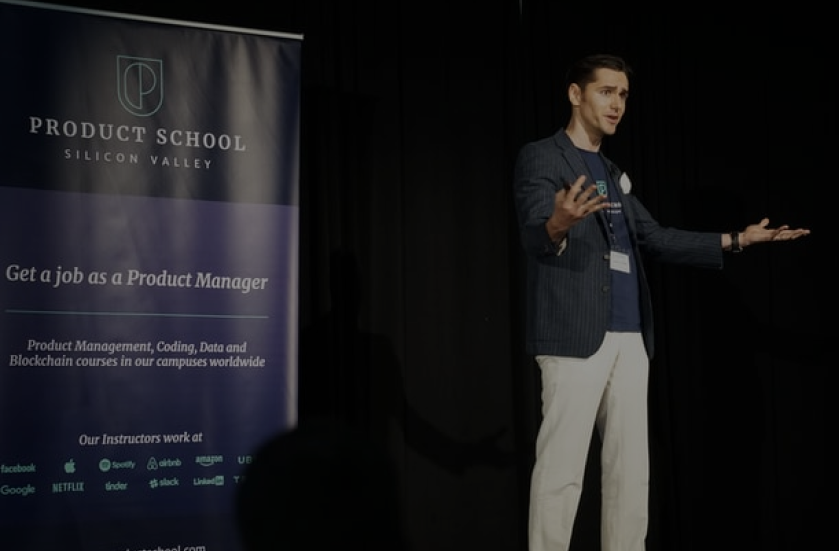 PRODUCT SCHOOL
SILICON VALLEY
Get a job as a Product Manager
Product Management, Coding, Data and
Blockchain courses in our campuses worldwide
Our Instructors work at
facebook Spotify airbnb amazon
Google NETFLIX tinder slack LinkedIn